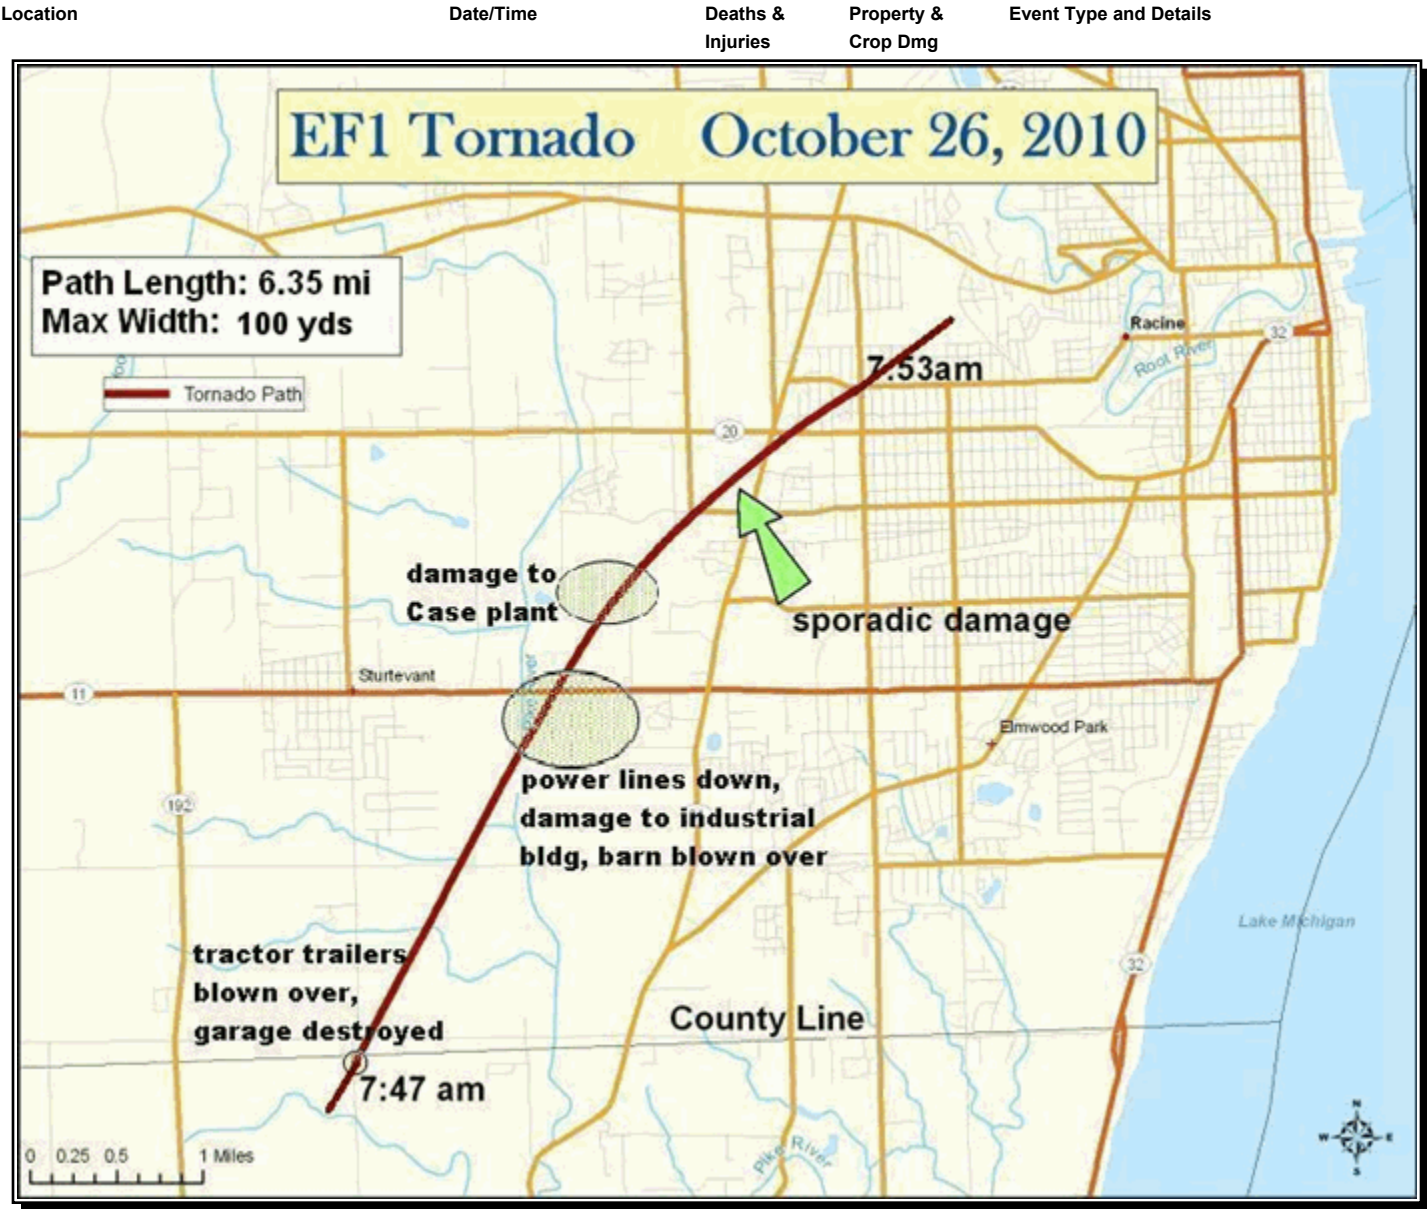 Location Date/Time Deaths & Property & Event Type and Details
Injuries Crop Dmg
EF1 Tornado October 26, 2010
Path Length: 6.35 mi
Max Width: 100 yds
Racine
32
Root River
7:53am
Tornado Path
20
damage to
Case plant
sporadic damage
Sturtevant
11
Elmwood Park
power lines down,
damage to industrial
bldg, barn blown over
192
Lake Michigan
tractor trailers
blown over,
garage destroyed
32
County Line
7:47 am
N
W E
S
0 0.25 0.5 1 Miles
Pike River